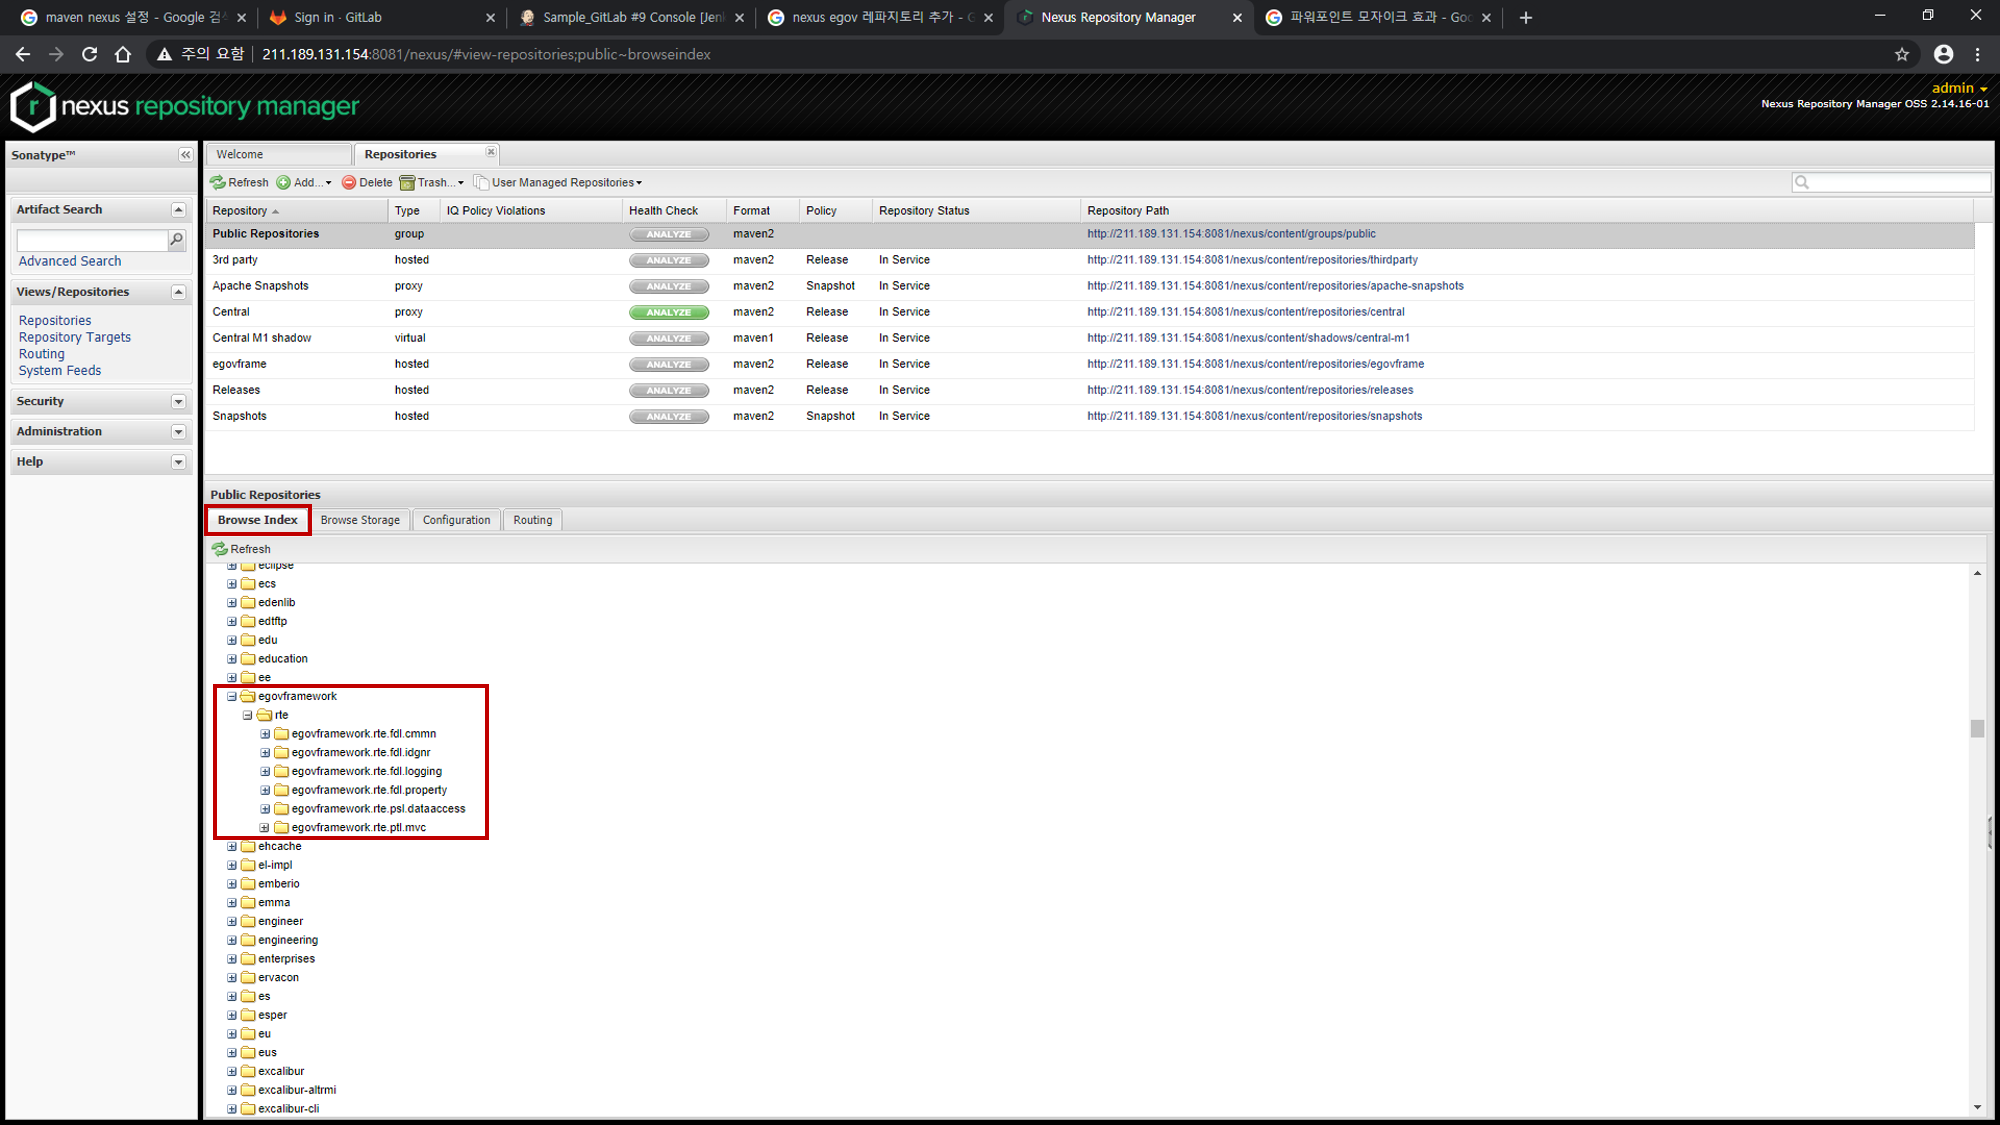 maven nexus 설정 - Google 검색
Sign in · GitLab
Sample_GitLab #9 Console [Jen
nexus egov 레파지토리 추가 - G
Nexus Repository Manager
파워포인트 모자이크 효과 - Goo
주의 요함
211.189.131.154:8081/nexus/#view-repositories;public~browseindex
nexus repository manager
admin
Nexus Repository Manager OSS 2.14.16-01
Sonatype™
Artifact Search
Advanced Search
Views/Repositories
Repositories
Repository Targets
Routing
System Feeds
Security
Administration
Help
Welcome
Repositories
Refresh Add... Delete Trash... User Managed Repositories
Repository Type IQ Policy Violations Health Check Format Policy Repository Status Repository Path
Public Repositories group ANALYZE maven2 http://211.189.131.154:8081/nexus/content/groups/public
3rd party hosted ANALYZE maven2 Release In Service http://211.189.131.154:8081/nexus/content/repositories/thirdparty
Apache Snapshots proxy ANALYZE maven2 Snapshot In Service http://211.189.131.154:8081/nexus/content/repositories/apache-snapshots
Central proxy ANALYZE maven2 Release In Service http://211.189.131.154:8081/nexus/content/repositories/central
Central M1 shadow virtual ANALYZE maven1 Release In Service http://211.189.131.154:8081/nexus/content/shadows/central-m1
egovframe hosted ANALYZE maven2 Release In Service http://211.189.131.154:8081/nexus/content/repositories/egovframe
Releases hosted ANALYZE maven2 Release In Service http://211.189.131.154:8081/nexus/content/repositories/releases
Snapshots hosted ANALYZE maven2 Snapshot In Service http://211.189.131.154:8081/nexus/content/repositories/snapshots
Public Repositories
Browse Index Browse Storage Configuration Routing
Refresh
eclipse
ecs
edenlib
edtftp
edu
education
ee
egovframework
rte
egovframework.rte.fdl.cmmn
egovframework.rte.fdl.idgnr
egovframework.rte.fdl.logging
egovframework.rte.fdl.property
egovframework.rte.psl.dataaccess
egovframework.rte.ptl.mvc
ehcache
el-impl
emberio
emma
engineer
engineering
enterprises
ervacon
es
esper
eu
eus
excalibur
excalibur-altrmi
excalibur-cli